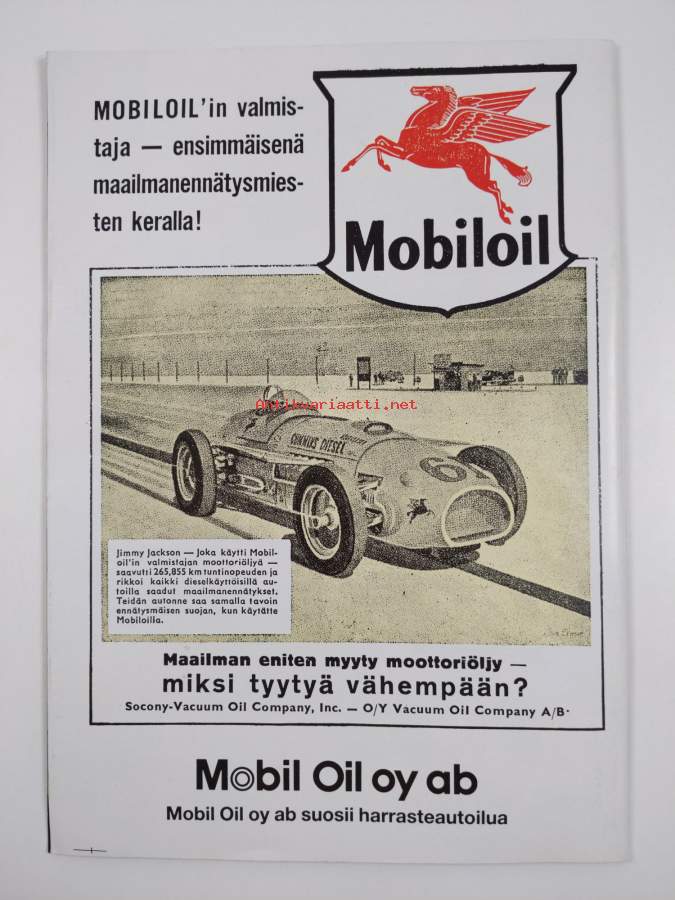 MOBILOIL'in valmis-
taja — ensimmäisenä
maailmanennätysmies-
ten keralla!
Mobiloil
Antikvariaatti.net
CUMMINS DIESEL
6
Jimmy Jackson — Joka käytti Mobil-
oil'in valmistajan moottoriöljyä —
saavutti 265,855 km tuntinopeuden ja
rikkoi kaikki dieselkäyttöisillä au-
toilla saadut maailmanennätykset.
Teidän autonne saa samalla tavoin
ennätysmäisen suojan, kun käytätte
Mobiloilia.
Maailman eniten myyty moottoriöljy —
miksi tyytyä vähempään?
Socony-Vacuum Oil Company, Inc. — O/Y Vacuum Oil Company A/B.
Mobil Oil oy ab
Mobil Oil oy ab suosii harrasteautoilua